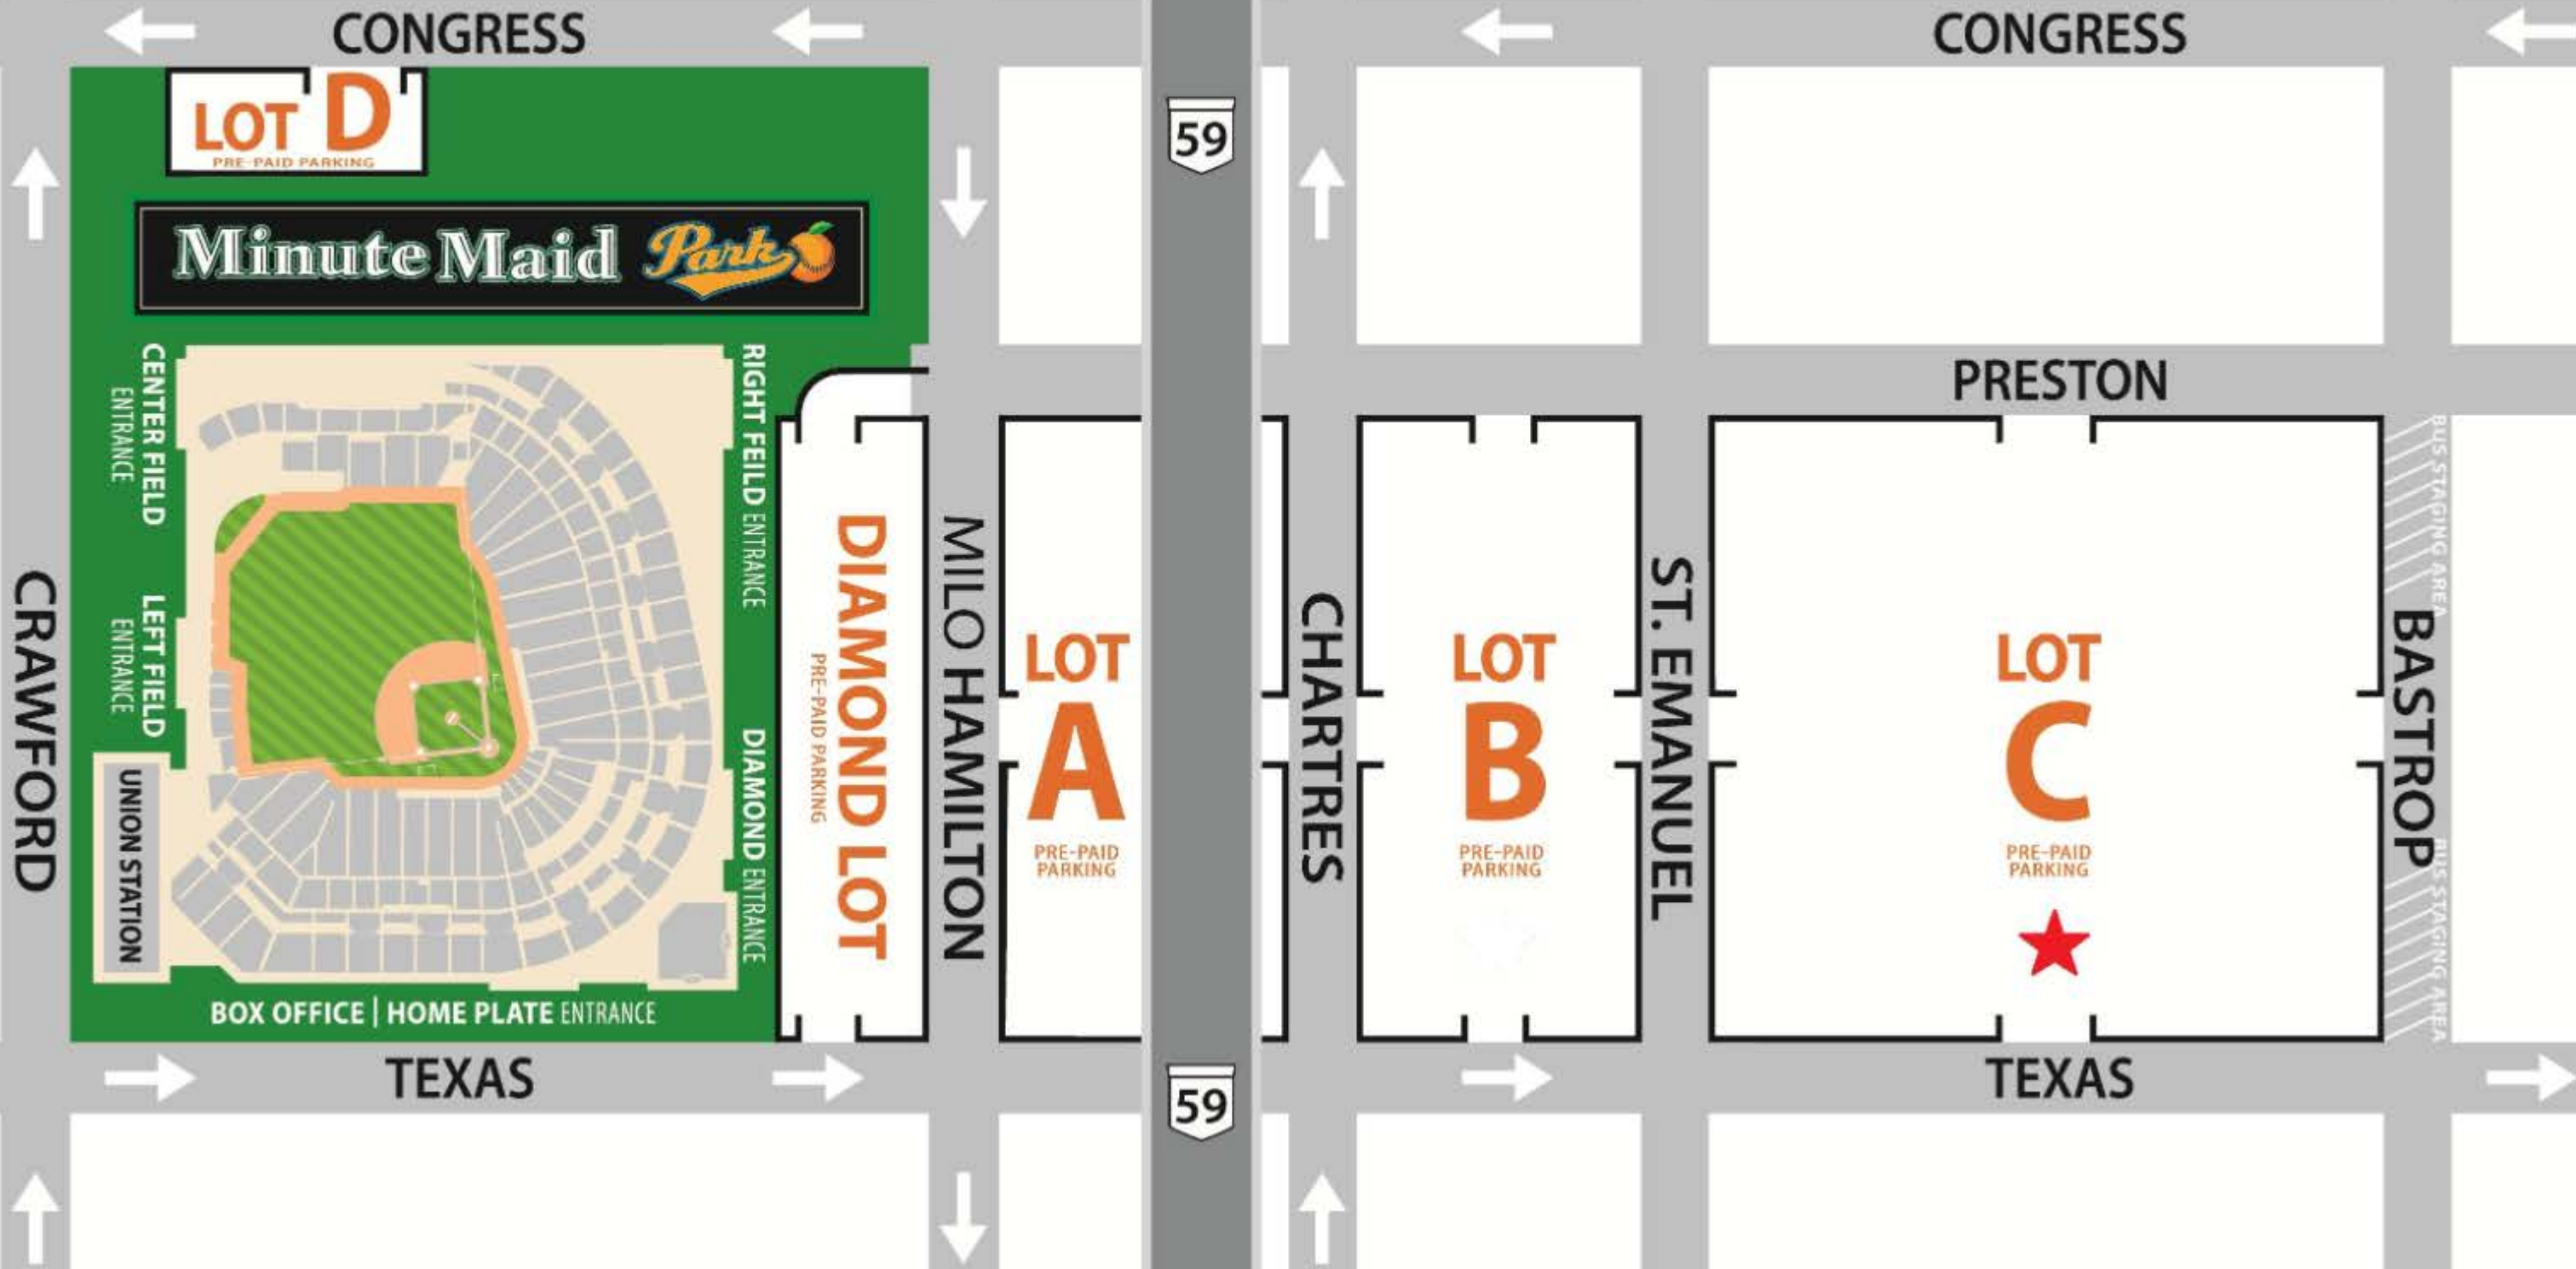 CONGRESS
CONGRESS
LOT D
PRE-PAID PARKING
59
Minute Maid Park
CENTER FIELD
ENTRANCE
RIGHT FEILD ENTRANCE
PRESTON
LEFT FIELD
ENTRANCE
DIAMOND ENTRANCE
UNION STATION
BOX OFFICE | HOME PLATE ENTRANCE
CRAWFORD
DIAMOND LOT
PRE-PAID PARKING
MILO HAMILTON
LOT
A
PRE-PAID
PARKING
CHARTRES
LOT
B
PRE-PAID
PARKING
ST. EMANUEL
LOT
C
PRE-PAID
PARKING
BUS STAGING AREA
BASTROP
BUS STAGING AREA
TEXAS
59
TEXAS